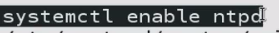 systemctl enable ntpd